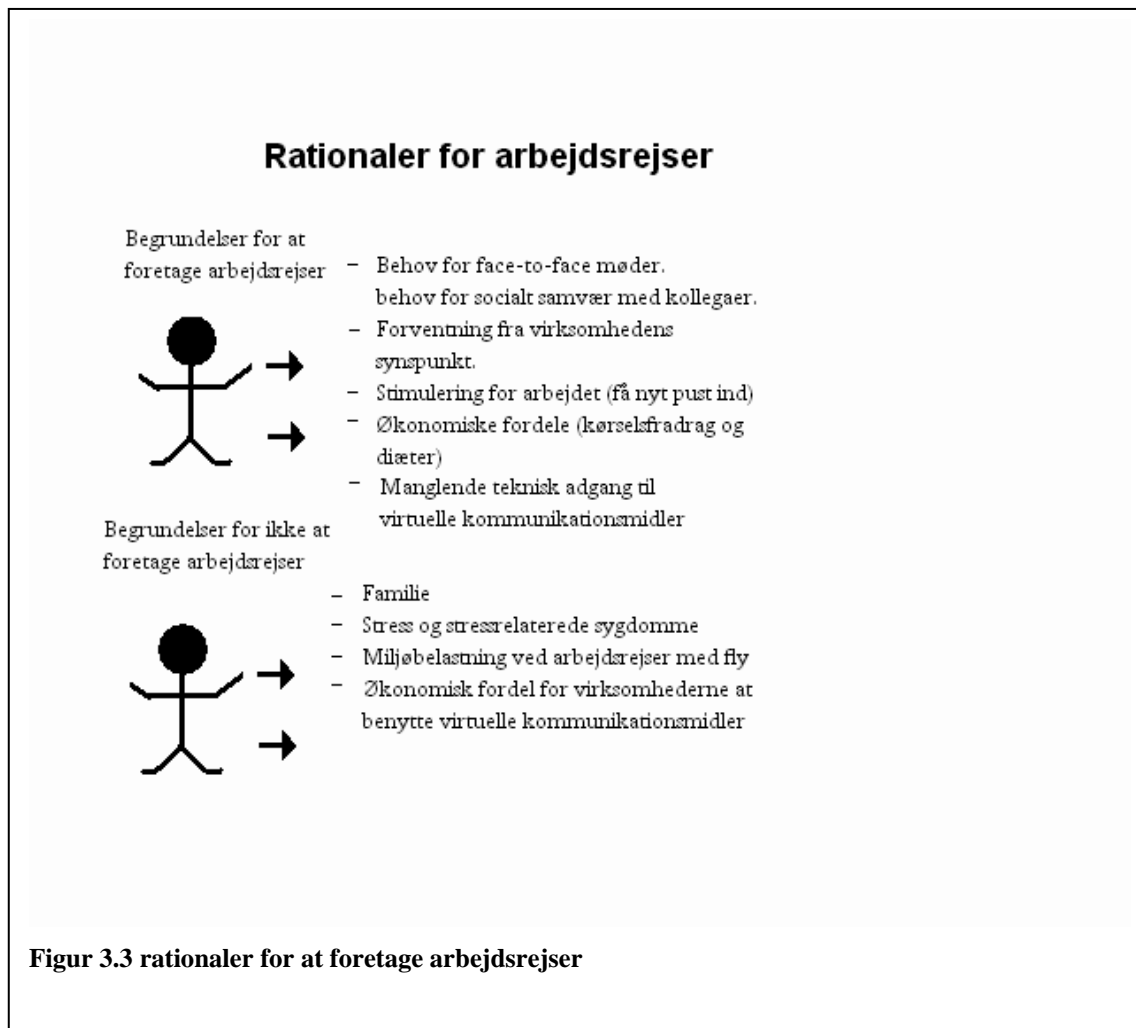 Rationaler for arbejdsrejser
Begrundelser for at
foretage arbejdsrejser
– Behov for face-to-face møder.
behov for socialt samvær med kollegaer.
– Forventning fra virksomhedens
synspunkt.
– Stimulering for arbejdet (få nyt pust ind)
– Økonomiske fordele (kørselsfradrag og
diæter)
– Manglende teknisk adgang til
virtuelle kommunikationsmidler
Begrundelser for ikke at
foretage arbejdsrejser
– Familie
– Stress og stressrelaterede sygdomme
– Miljøbelastning ved arbejdsrejser med fly
– Økonomisk fordel for virksomhederne at
benytte virtuelle kommunikationsmidler
Figur 3.3 rationaler for at foretage arbejdsrejser